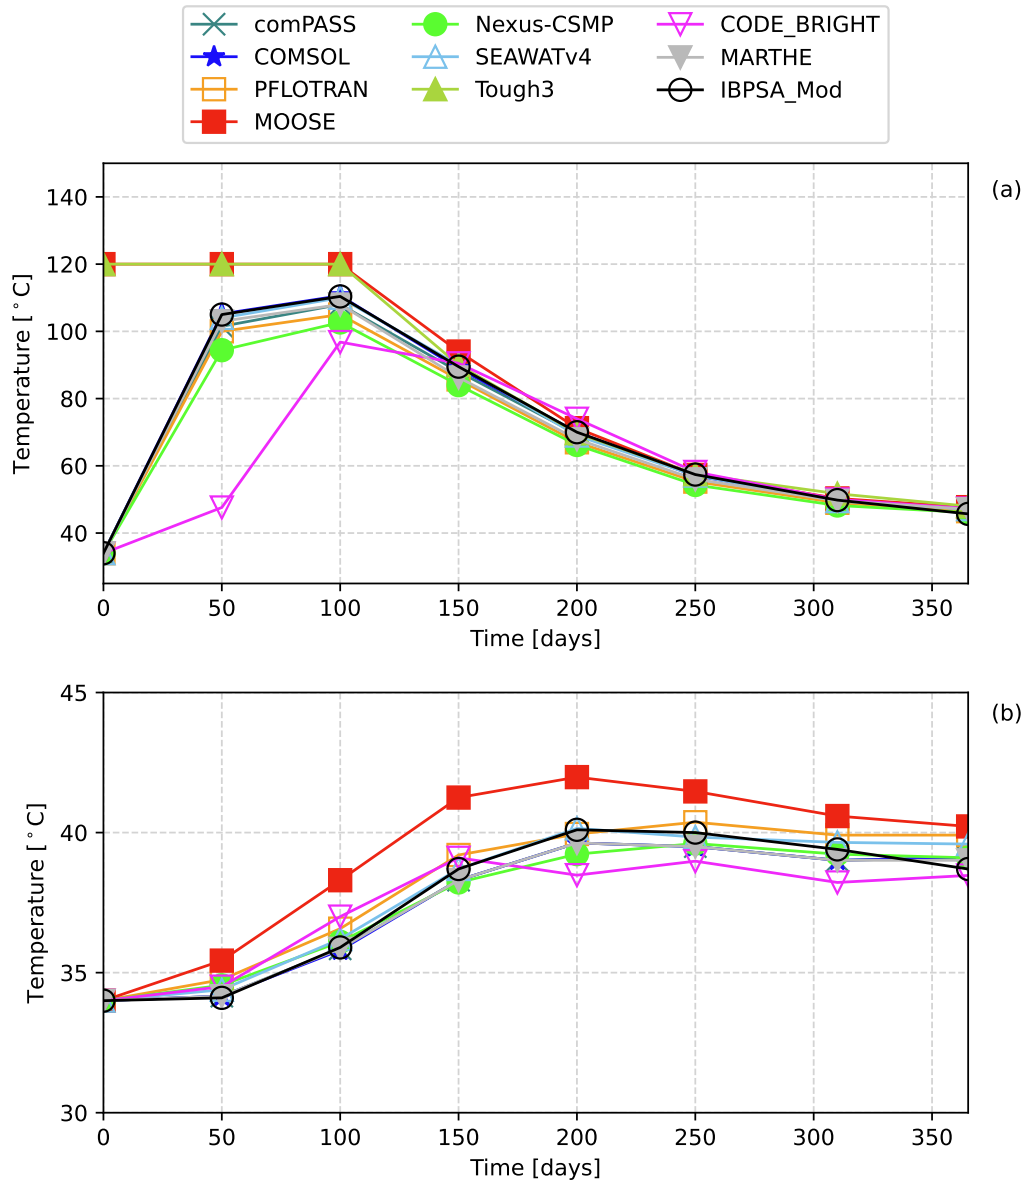 comPASS
COMSOL
PFLOTRAN
MOOSE
Nexus-CSMP
SEAWATv4
Tough3
CODE_BRIGHT
MARTHE
IBPSA_Mod
(a)
Temperature [°C]
140
120
100
80
60
40
0 50 100 150 200 250 300 350
Time [days]
(b)
Temperature [°C]
45
40
35
30
0 50 100 150 200 250 300 350
Time [days]